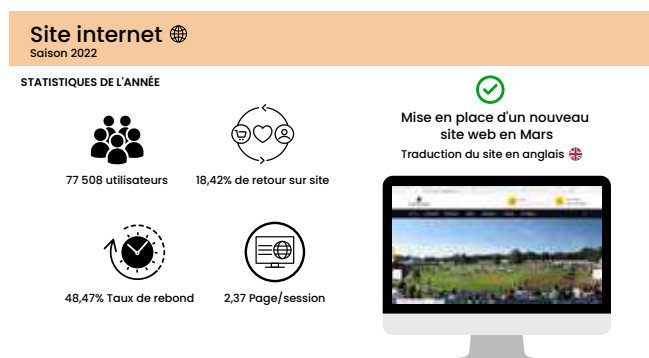 Site internet
Saison 2022
STATISTIQUES DE L'ANNÉE
77 508 utilisateurs
18,42% de retour sur site
48,47% Taux de rebond
2,37 Page/session
Mise en place d'un nouveau
site web en Mars
Traduction du site en anglais